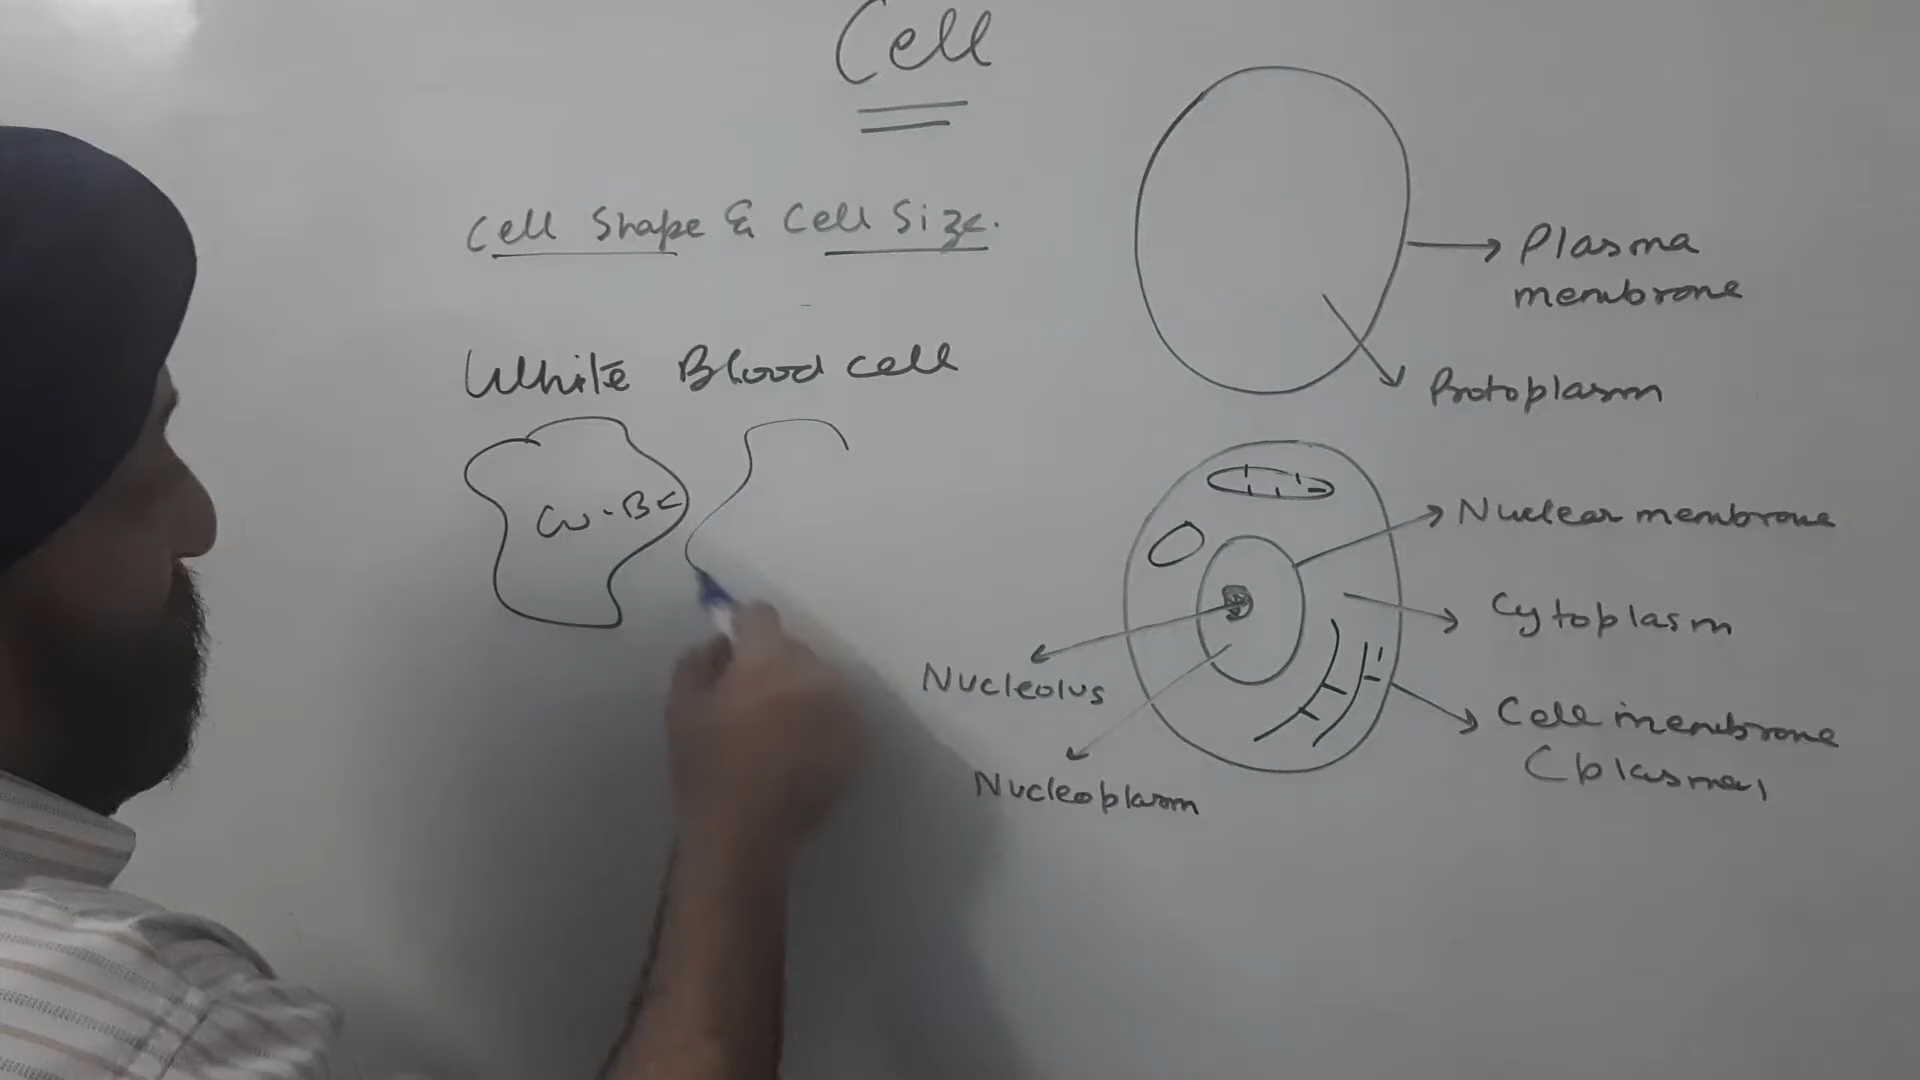 Cell
Cell Shape & Cell Size.
White Blood cell
W.BC
Plasma
membrane
Protoplasm
Nuclear membrane
Cytoplasm
Cell membrane
(plasma)
Nucleolus
Nucleoplasm